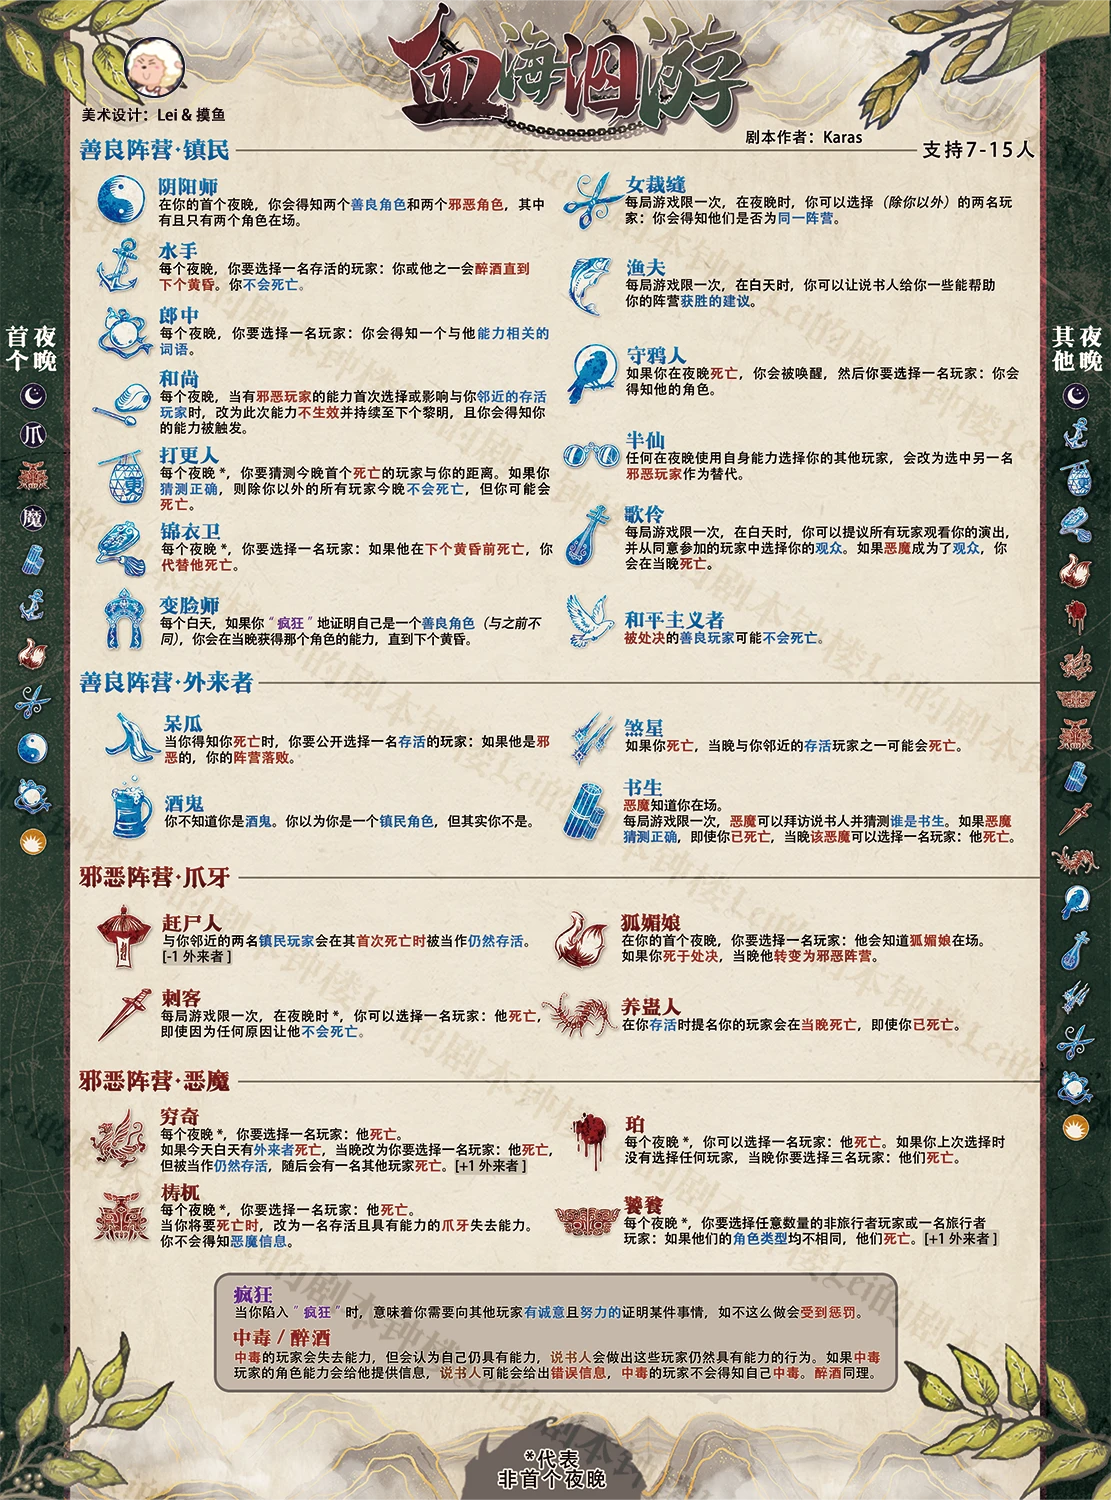 血海汩游
美术设计：Lei & 摸鱼
剧本作者：Karas
支持7-15人
善良阵营·镇民
阴阳师
在你的首个夜晚，你会得知两个善良角色和两个邪恶角色，其中
有且只有两个角色在场。
水手
每个夜晚，你要选择一名存活的玩家：你或他之一会醉酒直到
下个黄昏。你不会死亡。
郎中
每个夜晚，你要选择一名玩家：你会得知一个与他能力相关的
词语。
和尚
每个夜晚，当有邪恶玩家的能力首次选择或影响与你邻近的存活
玩家时，改为此次能力不生效并持续至下个黎明，且你会得知你
的能力被触发。
打更人
每个夜晚*，你要猜测今晚首个死亡的玩家与你的距离。如果你
猜测正确，则除你以外的所有玩家今晚不会死亡，但你可能会
死亡。
锦衣卫
每个夜晚*，你要选择一名玩家：如果他在下个黄昏前死亡，你
代替他死亡。
变脸师
每个白天，如果你“疯狂”地证明自己是一个善良角色（与之前不
同），你会在当晚获得那个角色的能力，直到下个黄昏。
女裁缝
每局游戏限一次，在夜晚时，你可以选择（除你以外）的两名玩
家：你会得知他们是否为同一阵营。
渔夫
每局游戏限一次，在白天时，你可以让说书人给你一些能帮助
你的阵营获胜的建议。
守鸦人
如果你在夜晚死亡，你会被唤醒，然后你要选择一名玩家：你会
得知他的角色。
半仙
任何在夜晚使用自身能力选择你的其他玩家，会改为选中另一名
邪恶玩家作为替代。
歌伶
每局游戏限一次，在白天时，你可以提议所有玩家观看你的演出，
并从同意参加的玩家中选择你的观众。如果恶魔成为了观众，你
会在当晚死亡。
和平主义者
被处决的善良玩家可能不会死亡。
善良阵营·外来者
呆瓜
当你得知你死亡时，你要公开选择一名存活的玩家：如果他是邪
恶的，你的阵营落败。
酒鬼
你不知道你是酒鬼。你以为你是一个镇民角色，但其实你不是。
煞星
如果你死亡，当晚与你邻近的存活玩家之一可能会死亡。
书生
恶魔知道你在场。
每局游戏限一次，恶魔可以拜访说书人并猜测谁是书生。如果恶魔
猜测正确，即使你已死亡，当晚该恶魔可以选择一名玩家：他死亡。
邪恶阵营·爪牙
赶尸人
与你邻近的两名镇民玩家会在其首次死亡时被当作仍然存活。
[-1 外来者]
刺客
每局游戏限一次，在夜晚时*，你可以选择一名玩家：他死亡，
即使因为任何原因让他不会死亡。
狐媚娘
在你的首个夜晚，你要选择一名玩家：他会知道狐媚娘在场。
如果你死于处决，当晚他转变为邪恶阵营。
养蛊人
在你存活时提名你的玩家会在当晚死亡，即使你已死亡。
邪恶阵营·恶魔
穷奇
每个夜晚*，你要选择一名玩家：他死亡。
如果今天白天有外来者死亡，当晚改为你要选择一名玩家：他死亡，
但被当作仍然存活，随后会有一名其他玩家死亡。[+1 外来者]
梼杌
每个夜晚*，你要选择一名玩家：他死亡。
当你将要死亡时，改为一名存活且具有能力的爪牙失去能力。
你不会得知恶魔信息。
珀
每个夜晚*，你可以选择一名玩家：他死亡。如果你上次选择时
没有选择任何玩家，当晚你要选择三名玩家：他们死亡。
饕餮
每个夜晚*，你要选择任意数量的非旅行者玩家或一名旅行者
玩家：如果他们的角色类型均不相同，他们死亡。[+1 外来者]
疯狂
当你陷入“疯狂”时，意味着你需要向其他玩家有诚意且努力的证明某件事情，如不这么做会受到惩罚。
中毒 / 醉酒
中毒的玩家会失去能力，但会认为自己仍具有能力，说书人会做出这些玩家仍然具有能力的行为。如果中毒
玩家的角色能力会给他提供信息，说书人可能会给出错误信息，中毒的玩家不会得知自己中毒。醉酒同理。
*代表
非首个夜晚
首个夜晚
爪
魔
其他夜晚